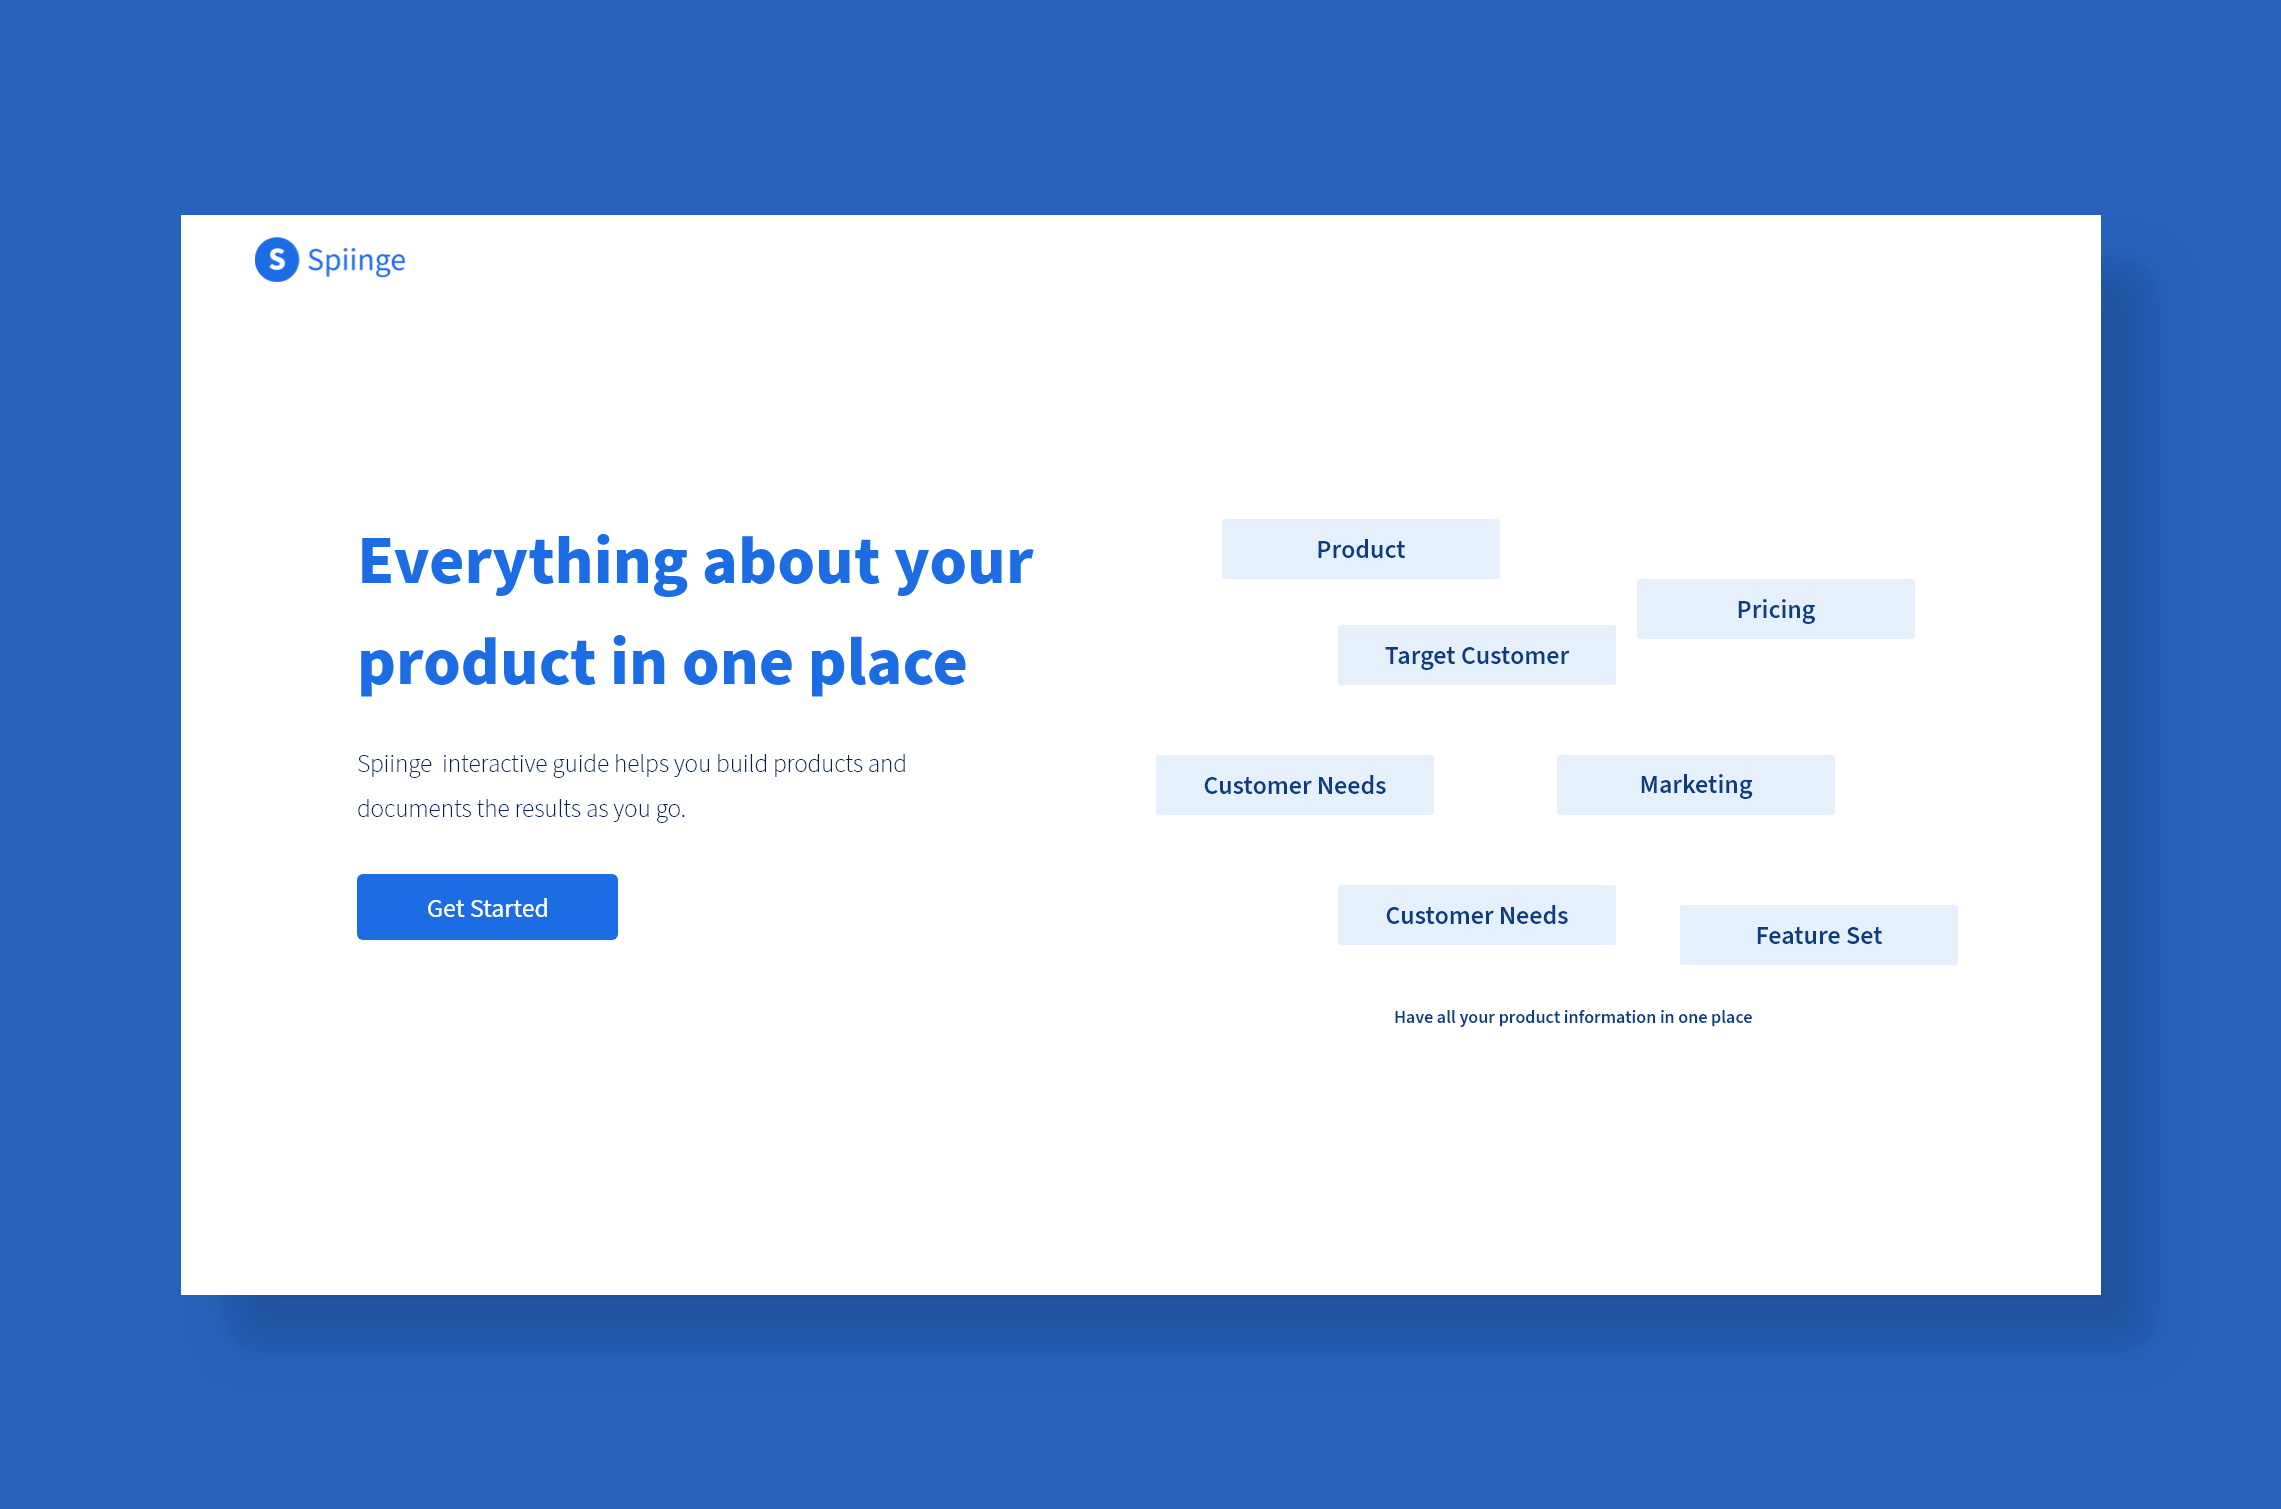 S Spiinge
Everything about your
product in one place
Spiinge  interactive guide helps you build products and
documents the results as you go.
Get Started
Product
Pricing
Target Customer
Customer Needs
Marketing
Customer Needs
Feature Set
Have all your product information in one place